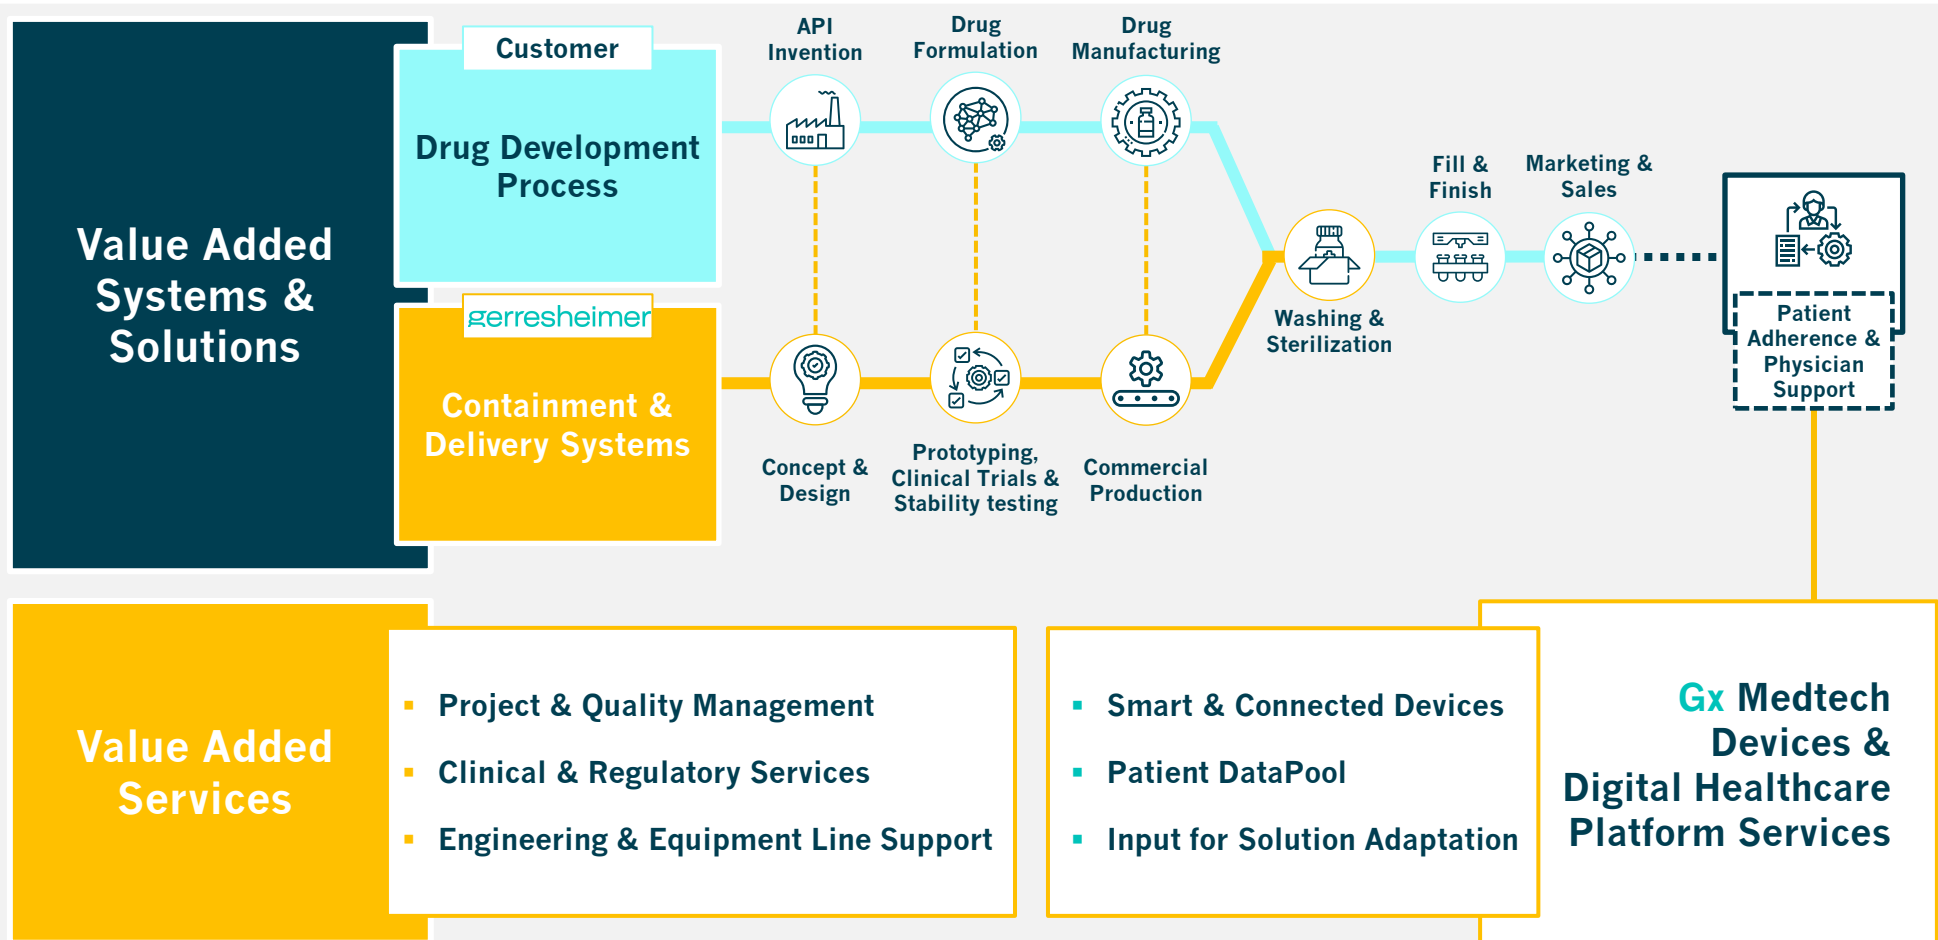 Value Added
Systems &
Solutions
Customer
Drug Development
Process
gerresheimer
Containment &
Delivery Systems
API
Invention
Drug
Formulation
Drug
Manufacturing
Concept &
Design
Prototyping,
Clinical Trials &
Stability testing
Commercial
Production
Washing &
Sterilization
Fill &
Finish
Marketing &
Sales
Patient
Adherence &
Physician
Support
Value Added
Services
▪ Project & Quality Management
▪ Clinical & Regulatory Services
▪ Engineering & Equipment Line Support
▪ Smart & Connected Devices
▪ Patient DataPool
▪ Input for Solution Adaptation
Gx Medtech
Devices &
Digital Healthcare
Platform Services